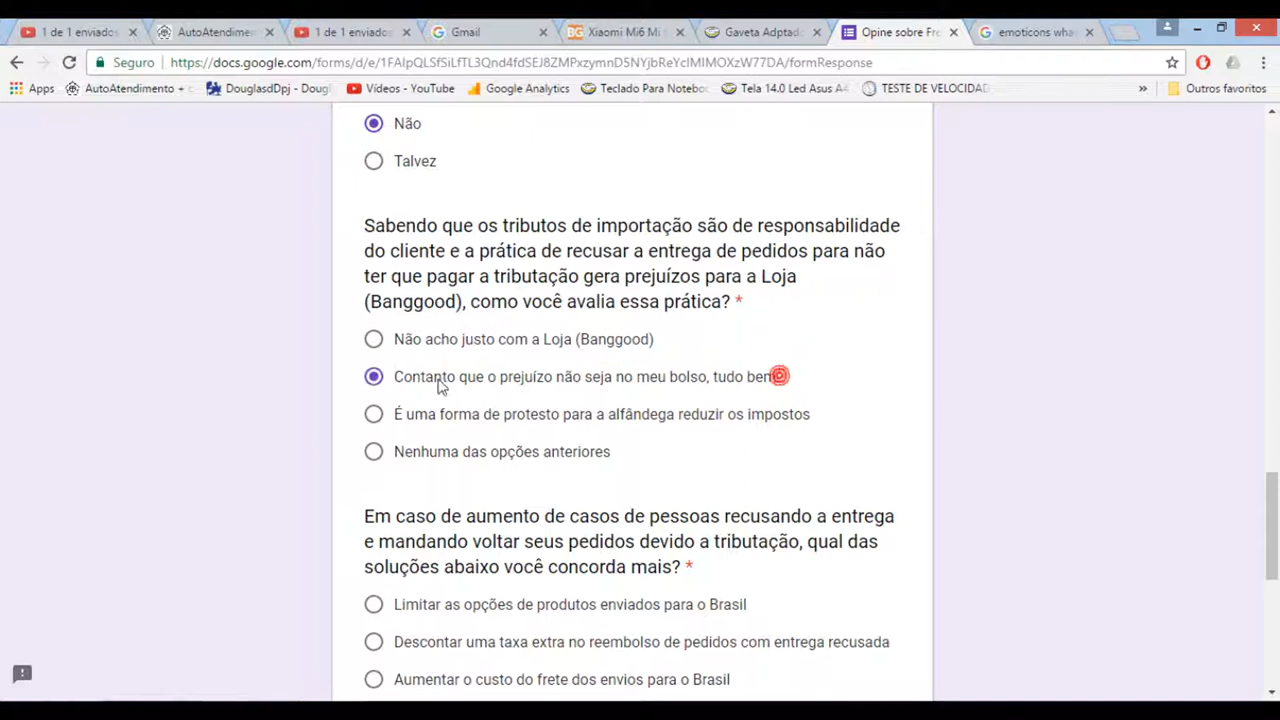 1 de 1 enviados
AutoAtendimen
1 de 1 enviados
Gmail
Xiaomi Mi6 Mi
Gaveta Adptad
Opine sobre Fre
emoticons wha
Seguro
https://docs.google.com/forms/d/e/1FAIpQLSfSiLfTL3Qnd4fdSEJ8ZMPxzymnD5NYjbReYclMIMOXzW77DA/formResponse
Apps
AutoAtendimento + c
DouglasdDpj - Dougl
Vídeos - YouTube
Google Analytics
Teclado Para Notebo
Tela 14.0 Led Asus A4
TESTE DE VELOCIDAD
»
Outros favoritos
Não
Talvez
Sabendo que os tributos de importação são de responsabilidade
do cliente e a prática de recusar a entrega de pedidos para não
ter que pagar a tributação gera prejuízos para a Loja
(Banggood), como você avalia essa prática? *
Não acho justo com a Loja (Banggood)
Contanto que o prejuízo não seja no meu bolso, tudo bem
É uma forma de protesto para a alfândega reduzir os impostos
Nenhuma das opções anteriores
Em caso de aumento de casos de pessoas recusando a entrega
e mandando voltar seus pedidos devido a tributação, qual das
soluções abaixo você concorda mais? *
Limitar as opções de produtos enviados para o Brasil
Descontar uma taxa extra no reembolso de pedidos com entrega recusada
Aumentar o custo do frete dos envios para o Brasil